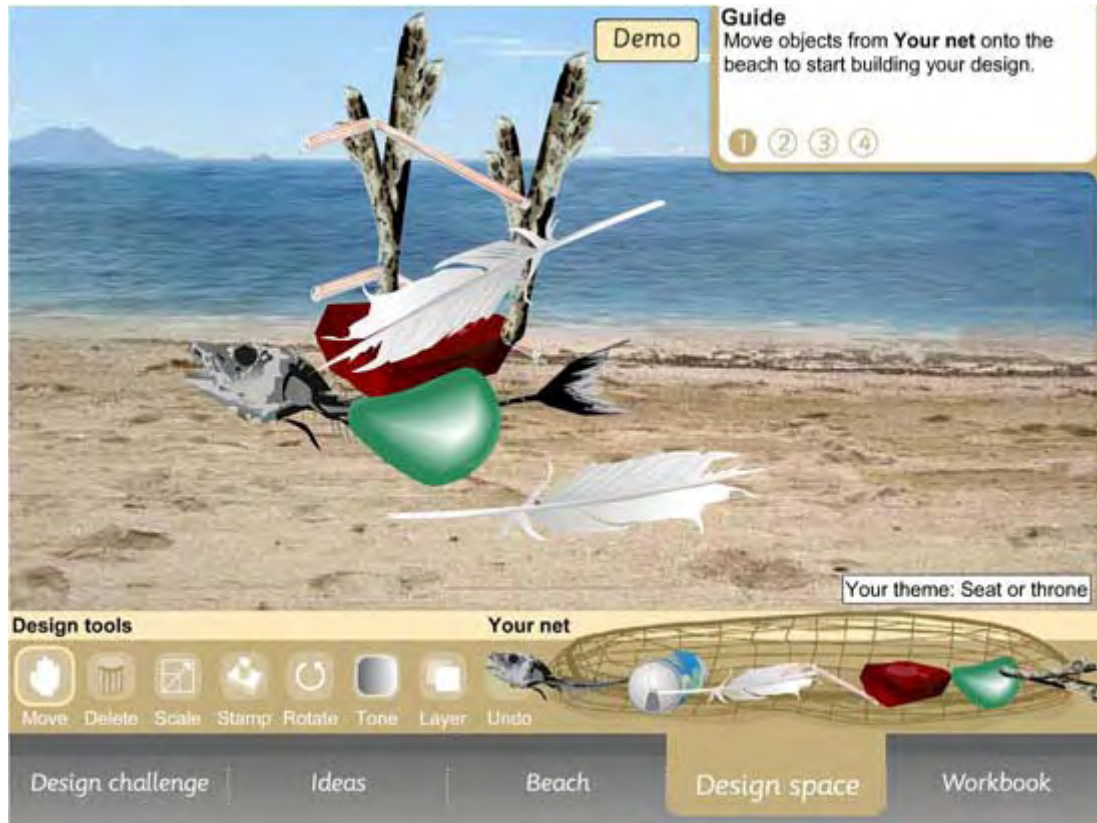 Demo
Guide
Move objects from Your net onto the
beach to start building your design.
1 2 3 4
Your theme: Seat or throne
Design tools
Your net
Move Delete Scale Stamp Rotate Tone Layer Undo
Design challenge Ideas Beach Design space Workbook